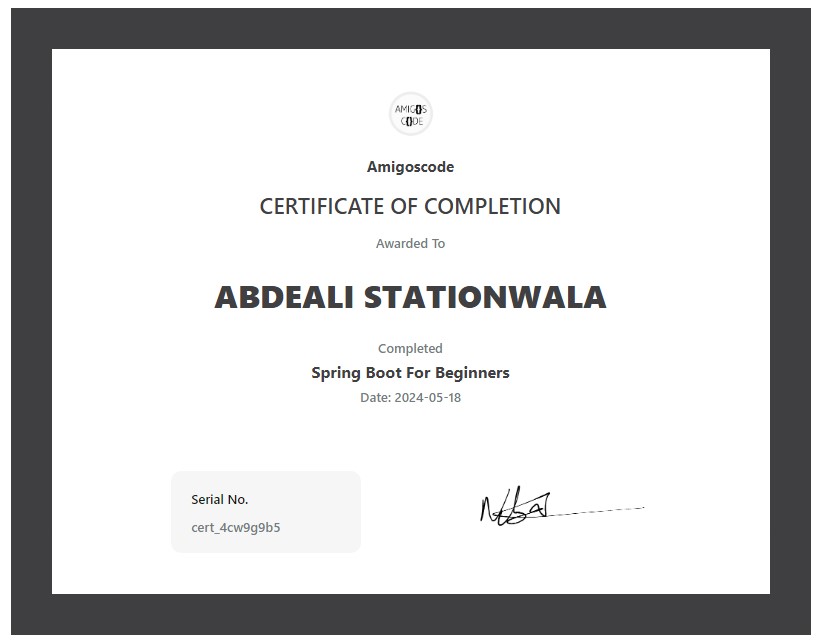 AMIGOS
CODE
Amigoscode
CERTIFICATE OF COMPLETION
Awarded To
ABDEALI STATIONWALA
Completed
Spring Boot For Beginners
Date: 2024-05-18
Serial No.
cert_4cw9g9b5